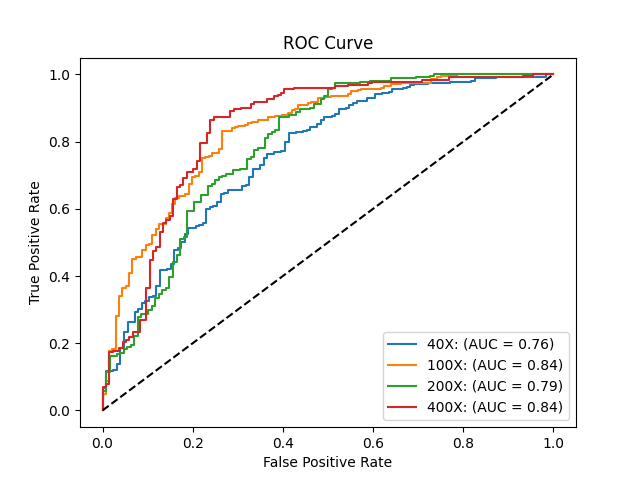 ROC Curve
True Positive Rate
1.0
0.8
0.6
0.4
0.2
0.0
40X: (AUC = 0.76)
100X: (AUC = 0.84)
200X: (AUC = 0.79)
400X: (AUC = 0.84)
0.0 0.2 0.4 0.6 0.8 1.0
False Positive Rate